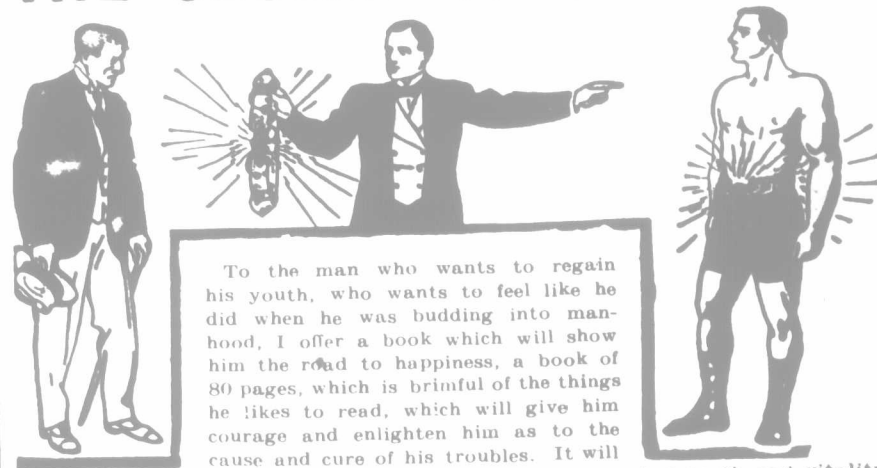 To the man who wants to regain
his youth, who wants to feel like he
did when he was budding into man-
hood, I offer a book which will show
him the road to happiness, a book of
80 pages, which is brimful of the things
he likes to read, which will give him
courage and enlighten him as to the
cause and cure of his troubles. It will